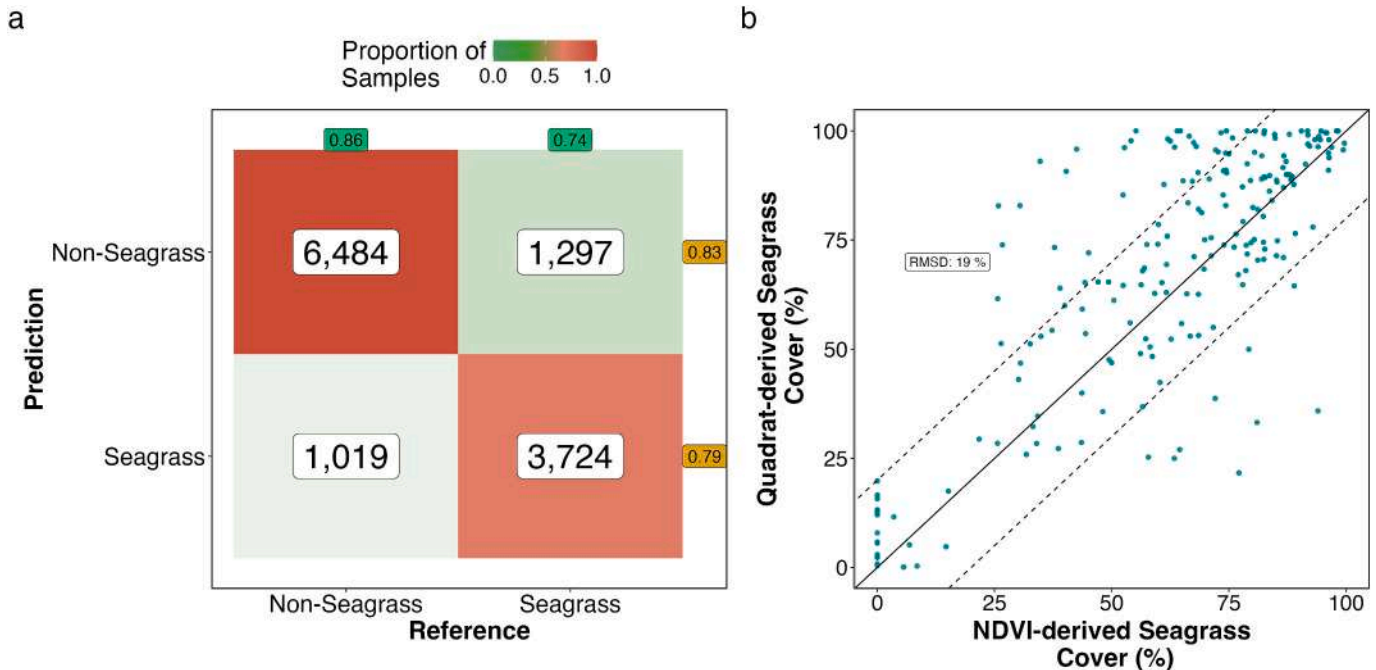 a
Proportion of
Samples
0.0 0.5 1.0
0.86 0.74
Non-Seagrass
6,484 1,297 0.83
Prediction
Seagrass
1,019 3,724 0.79
Non-Seagrass Seagrass
Reference
b
Quadrat-derived Seagrass
Cover (%)
100
75
50
25
0
RMSD: 19 %
0 25 50 75 100
NDVI-derived Seagrass
Cover (%)